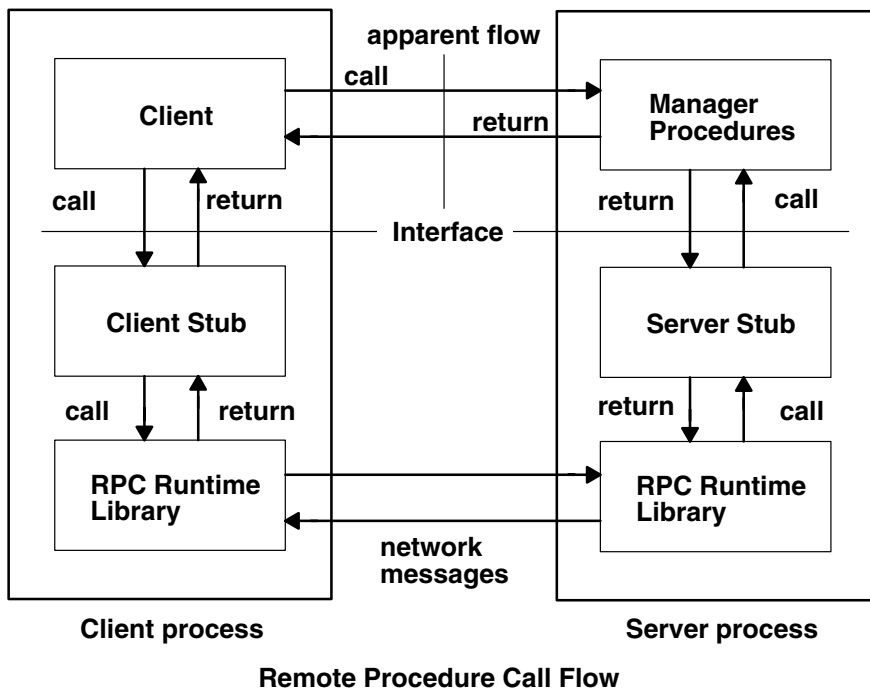 apparent flow
call
return
Client
Manager
Procedures
call
return
return
call
Interface
Client Stub
Server Stub
call
return
return
call
RPC Runtime
Library
RPC Runtime
Library
network
messages
Client process
Server process
Remote Procedure Call Flow